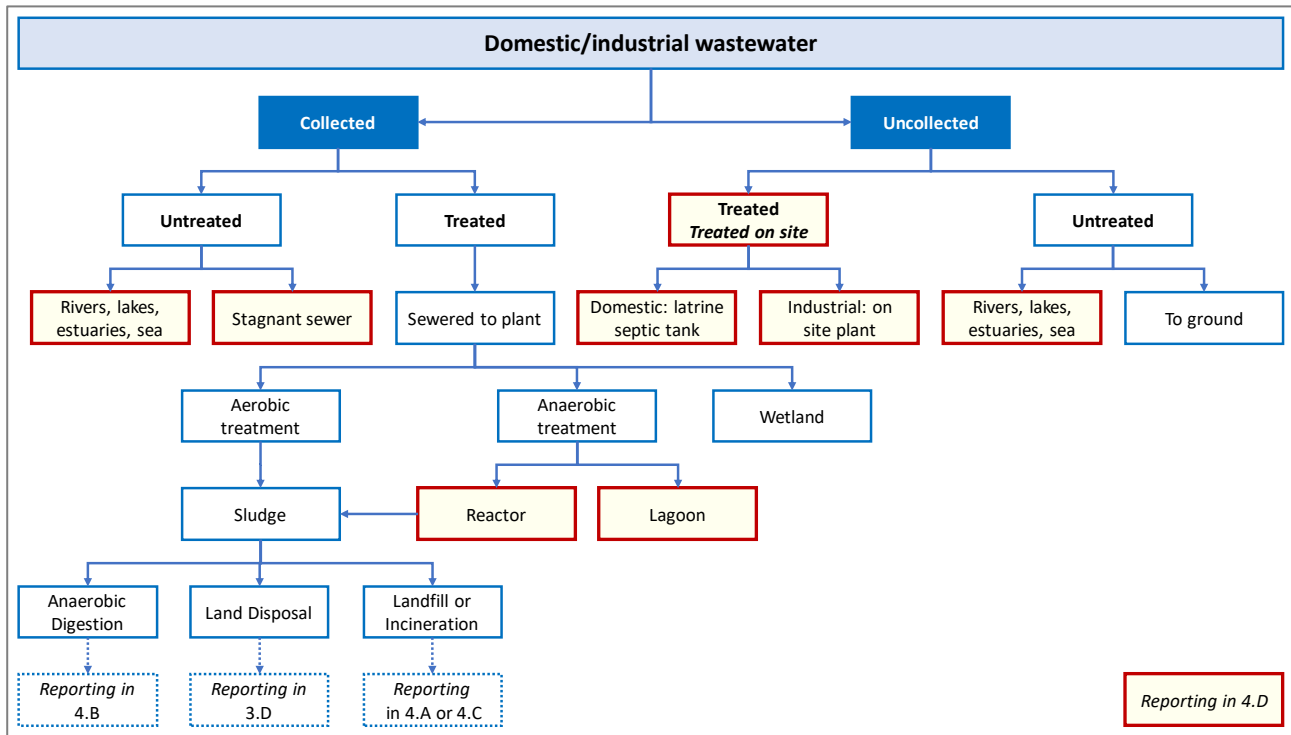 Domestic/industrial wastewater
Collected
Uncollected
Untreated
Treated
Treated
Treated on site
Untreated
Rivers, lakes,
estuaries, sea
Stagnant sewer
Sewered to plant
Domestic: latrine
septic tank
Industrial: on
site plant
Rivers, lakes,
estuaries, sea
To ground
Aerobic
treatment
Anaerobic
treatment
Wetland
Sludge
Reactor
Lagoon
Anaerobic
Digestion
Land Disposal
Landfill or
Incineration
Reporting in
4.B
Reporting in
3.D
Reporting
in 4.A or 4.C
Reporting in 4.D